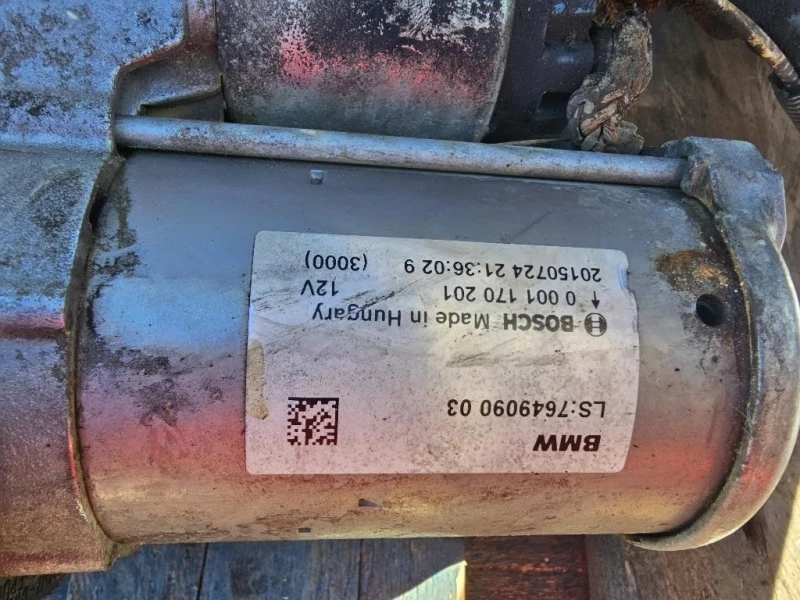 BMW
LS:7649090 03
BOSCH Made in Hungary
↑ 0 001 170 201 12V
20150724 21:36:02 9 (3000)